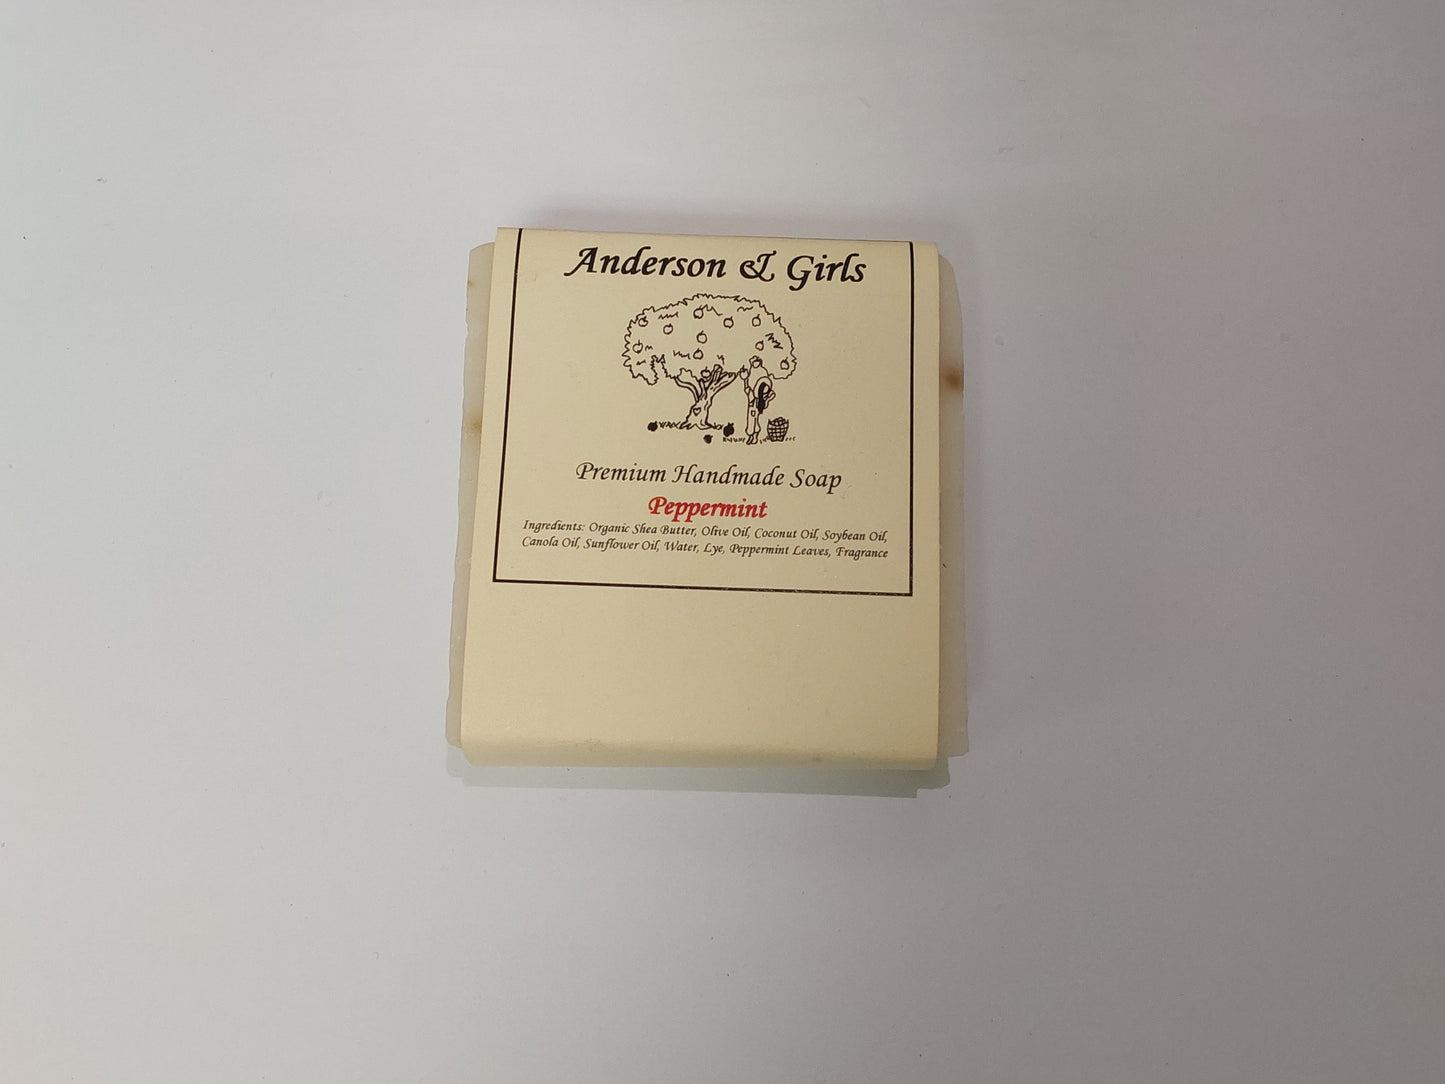 Anderson & Girls
Premium Handmade Soap
Peppermint
Ingredients: Organic Shea Butter, Olive Oil, Coconut Oil, Soybean Oil,
Canola Oil, Sunflower Oil, Water, Lye, Peppermint Leaves, Fragrance